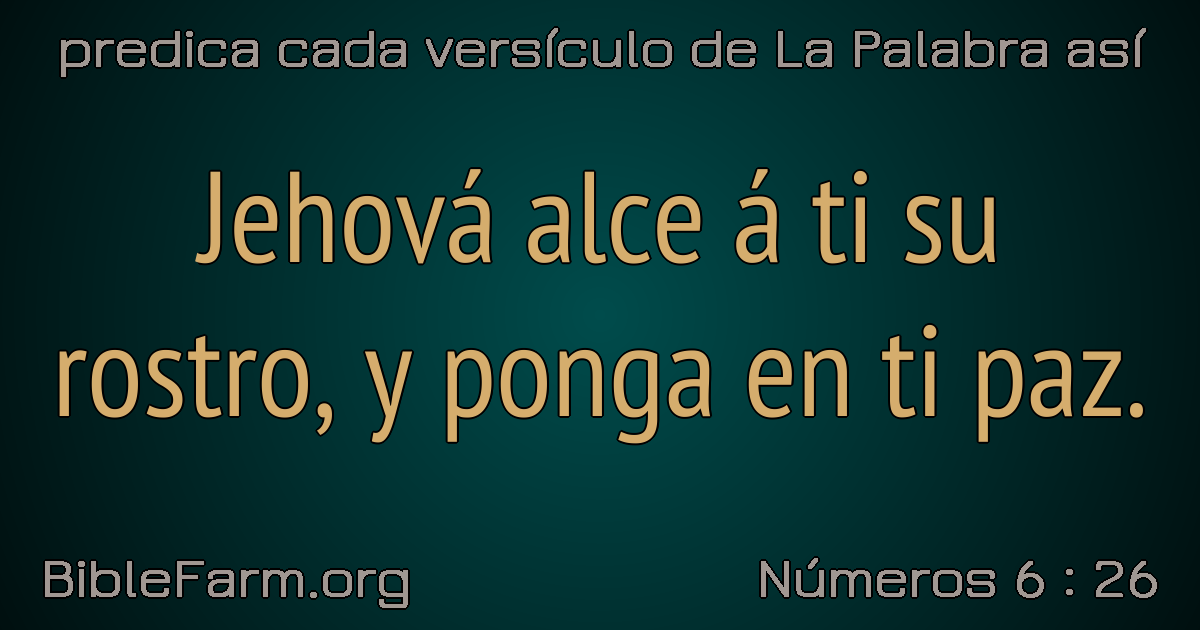 predica cada versículo de La Palabra así
Jehová alce á ti su
rostro, y ponga en ti paz.
BibleFarm.org
Números 6 : 26